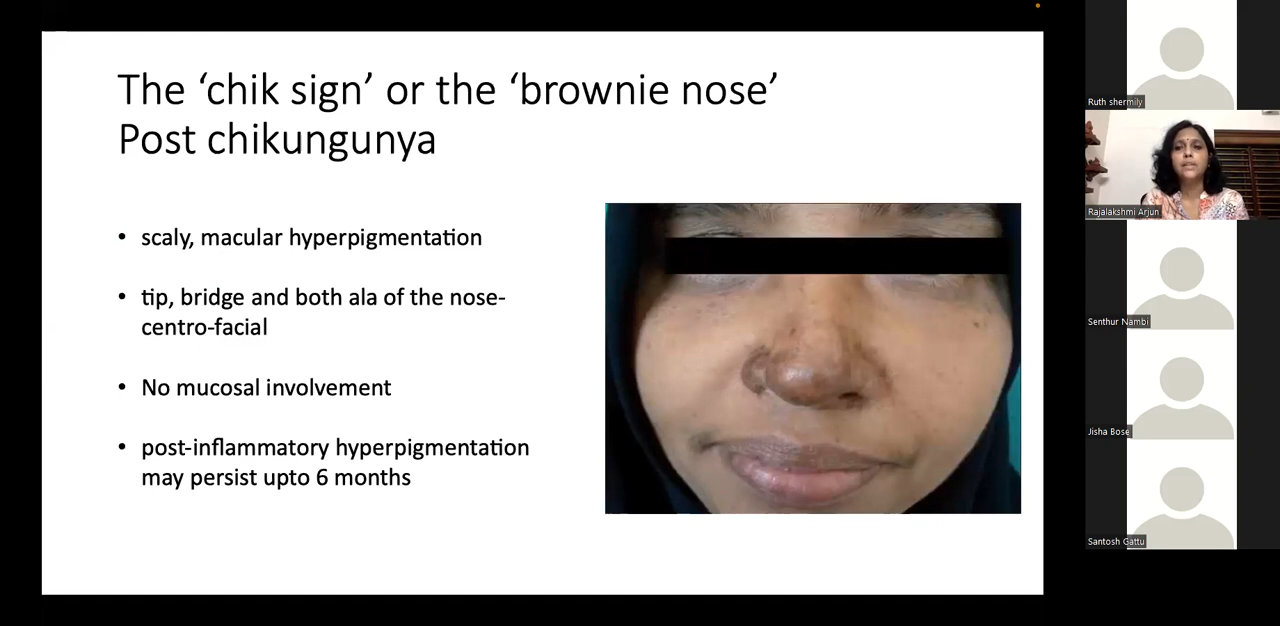 The ‘chik sign’ or the ‘brownie nose’
Post chikungunya
• scaly, macular hyperpigmentation
• tip, bridge and both ala of the nose-
centro-facial
• No mucosal involvement
• post-inflammatory hyperpigmentation
may persist upto 6 months
Ruth shermily
Rajalakshmi Arjun
Senthur Nambi
Jisha Bose
Santosh Gattu